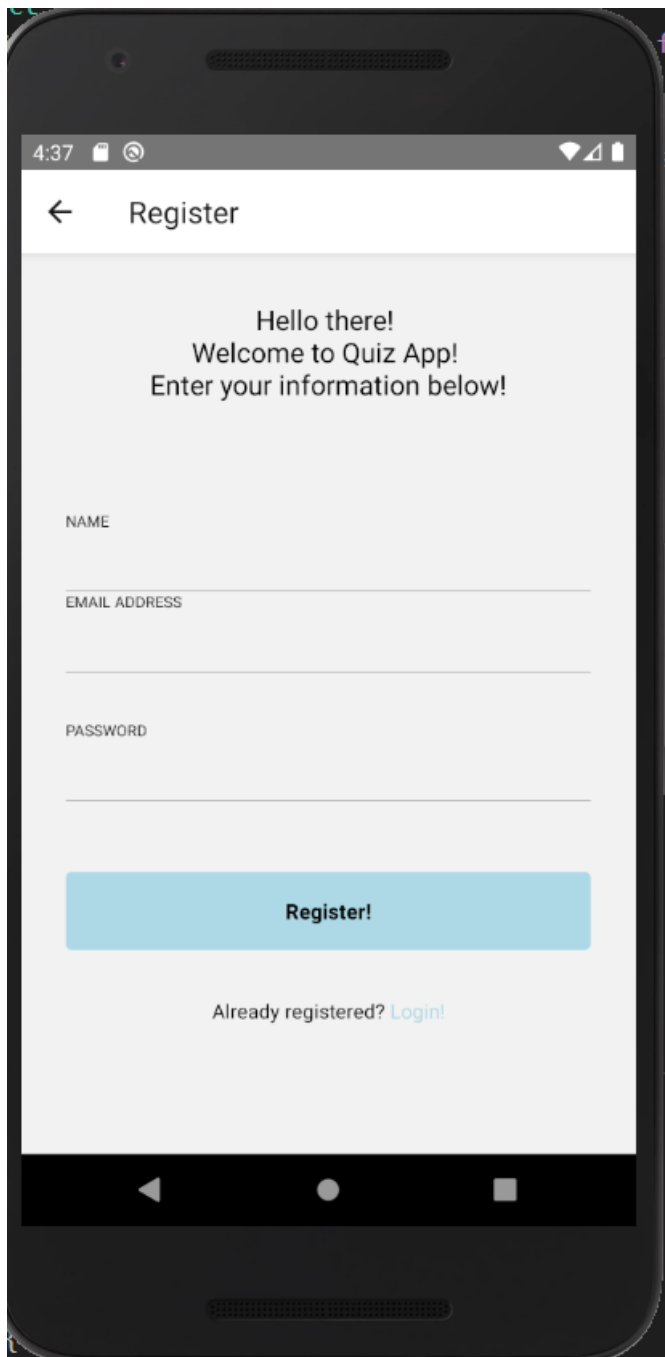 4:37
Register
Hello there!
Welcome to Quiz App!
Enter your information below!
NAME
EMAIL ADDRESS
PASSWORD
Register!
Already registered? Login!